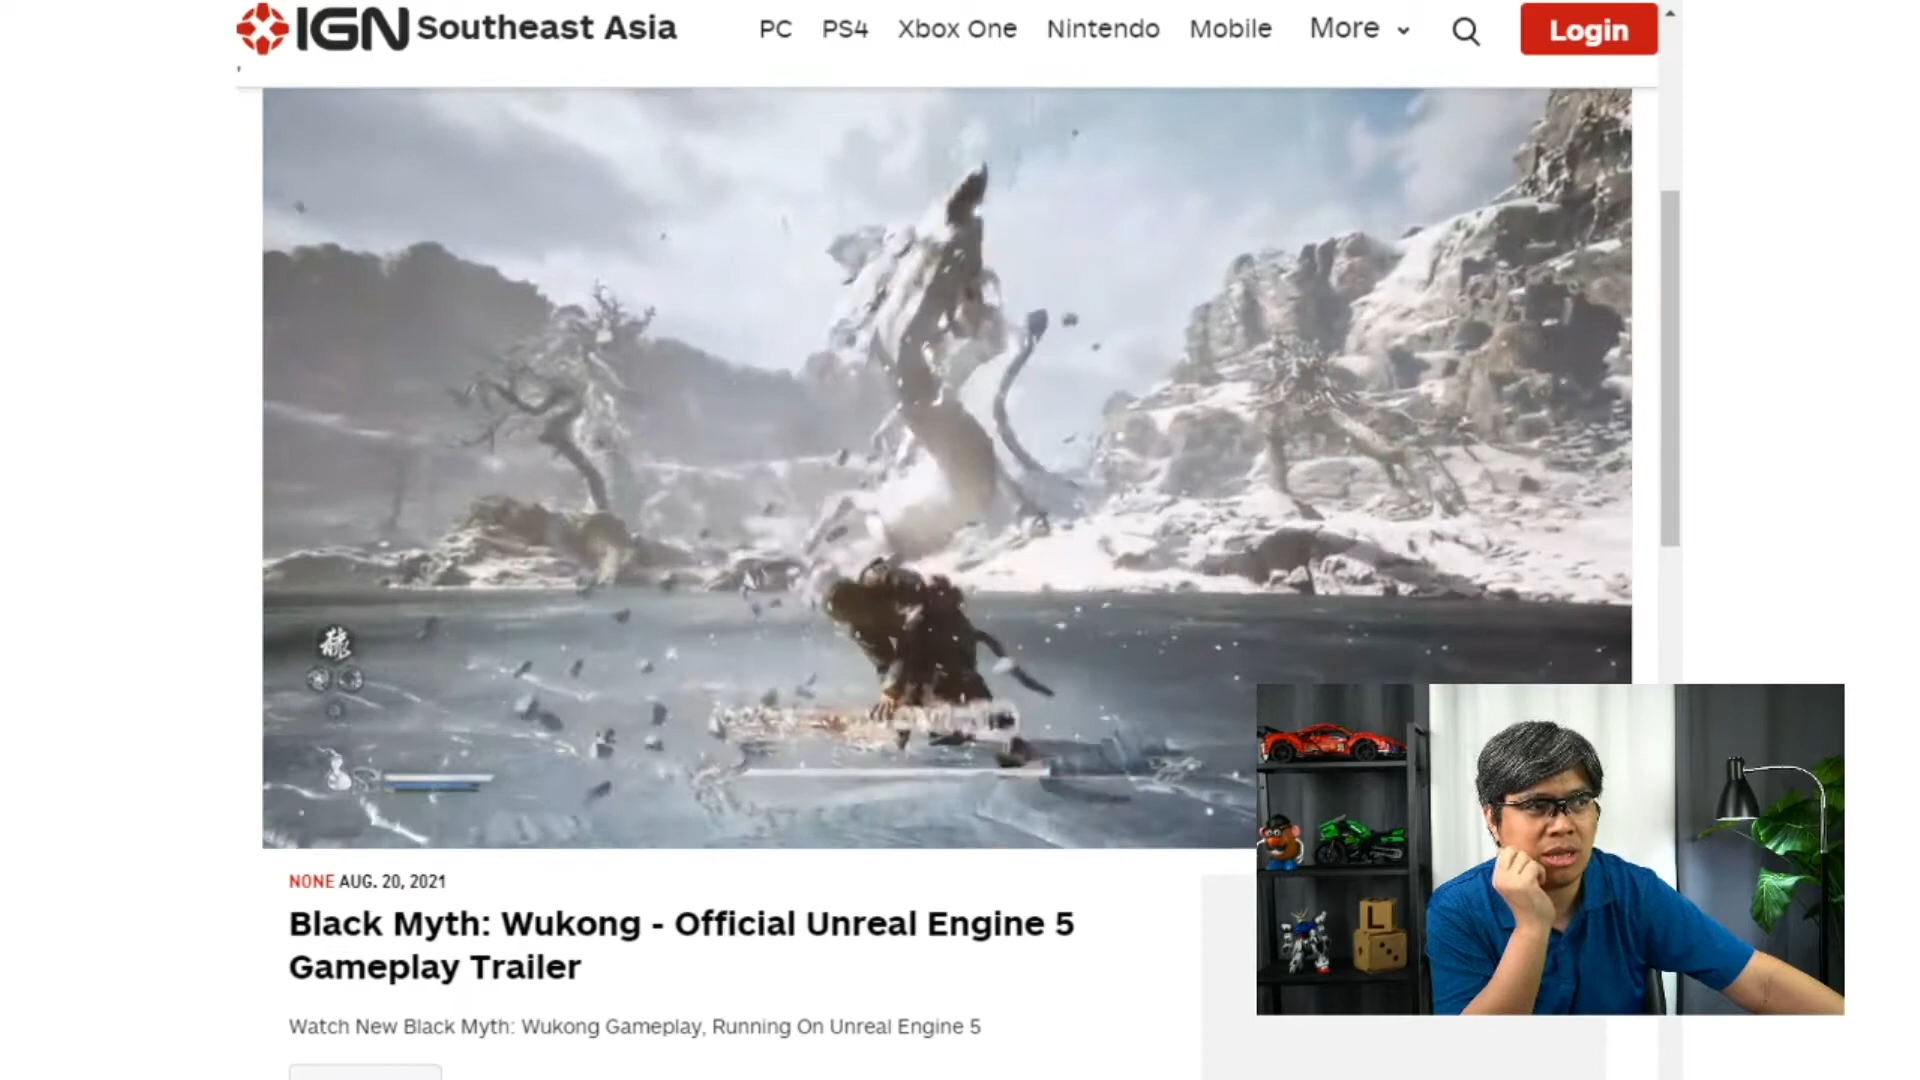 IGN Southeast Asia
PC PS4 Xbox One Nintendo Mobile More Login
NONE AUG. 20, 2021
Black Myth: Wukong - Official Unreal Engine 5
Gameplay Trailer
Watch New Black Myth: Wukong Gameplay, Running On Unreal Engine 5
L